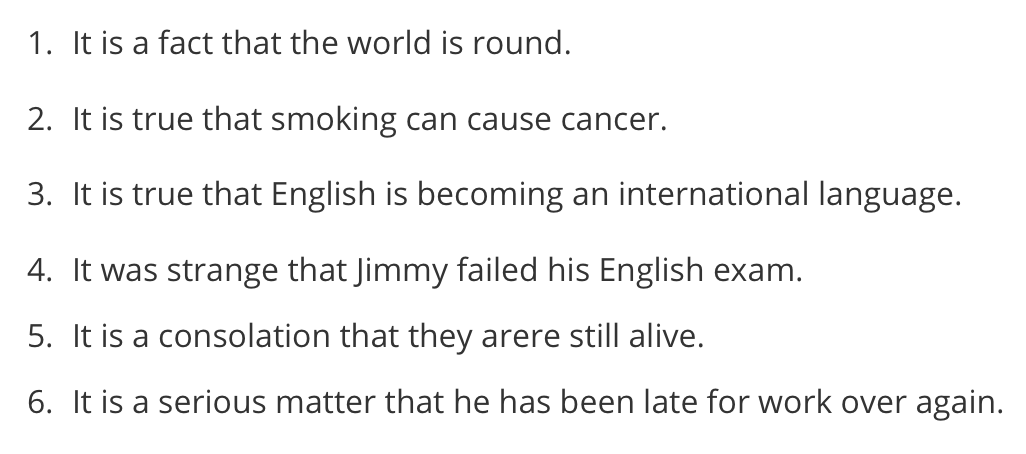 1. It is a fact that the world is round.
2. It is true that smoking can cause cancer.
3. It is true that English is becoming an international language.
4. It was strange that Jimmy failed his English exam.
5. It is a consolation that they arere still alive.
6. It is a serious matter that he has been late for work over again.